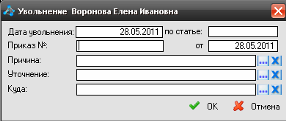 Увольнение Воронова Елена Ивановна
Дата увольнения: 28.05.2011 по статье:
Приказ №: от 28.05.2011
Причина: ... X
Уточнение: ... X
Куда: ... X
OK Отмена